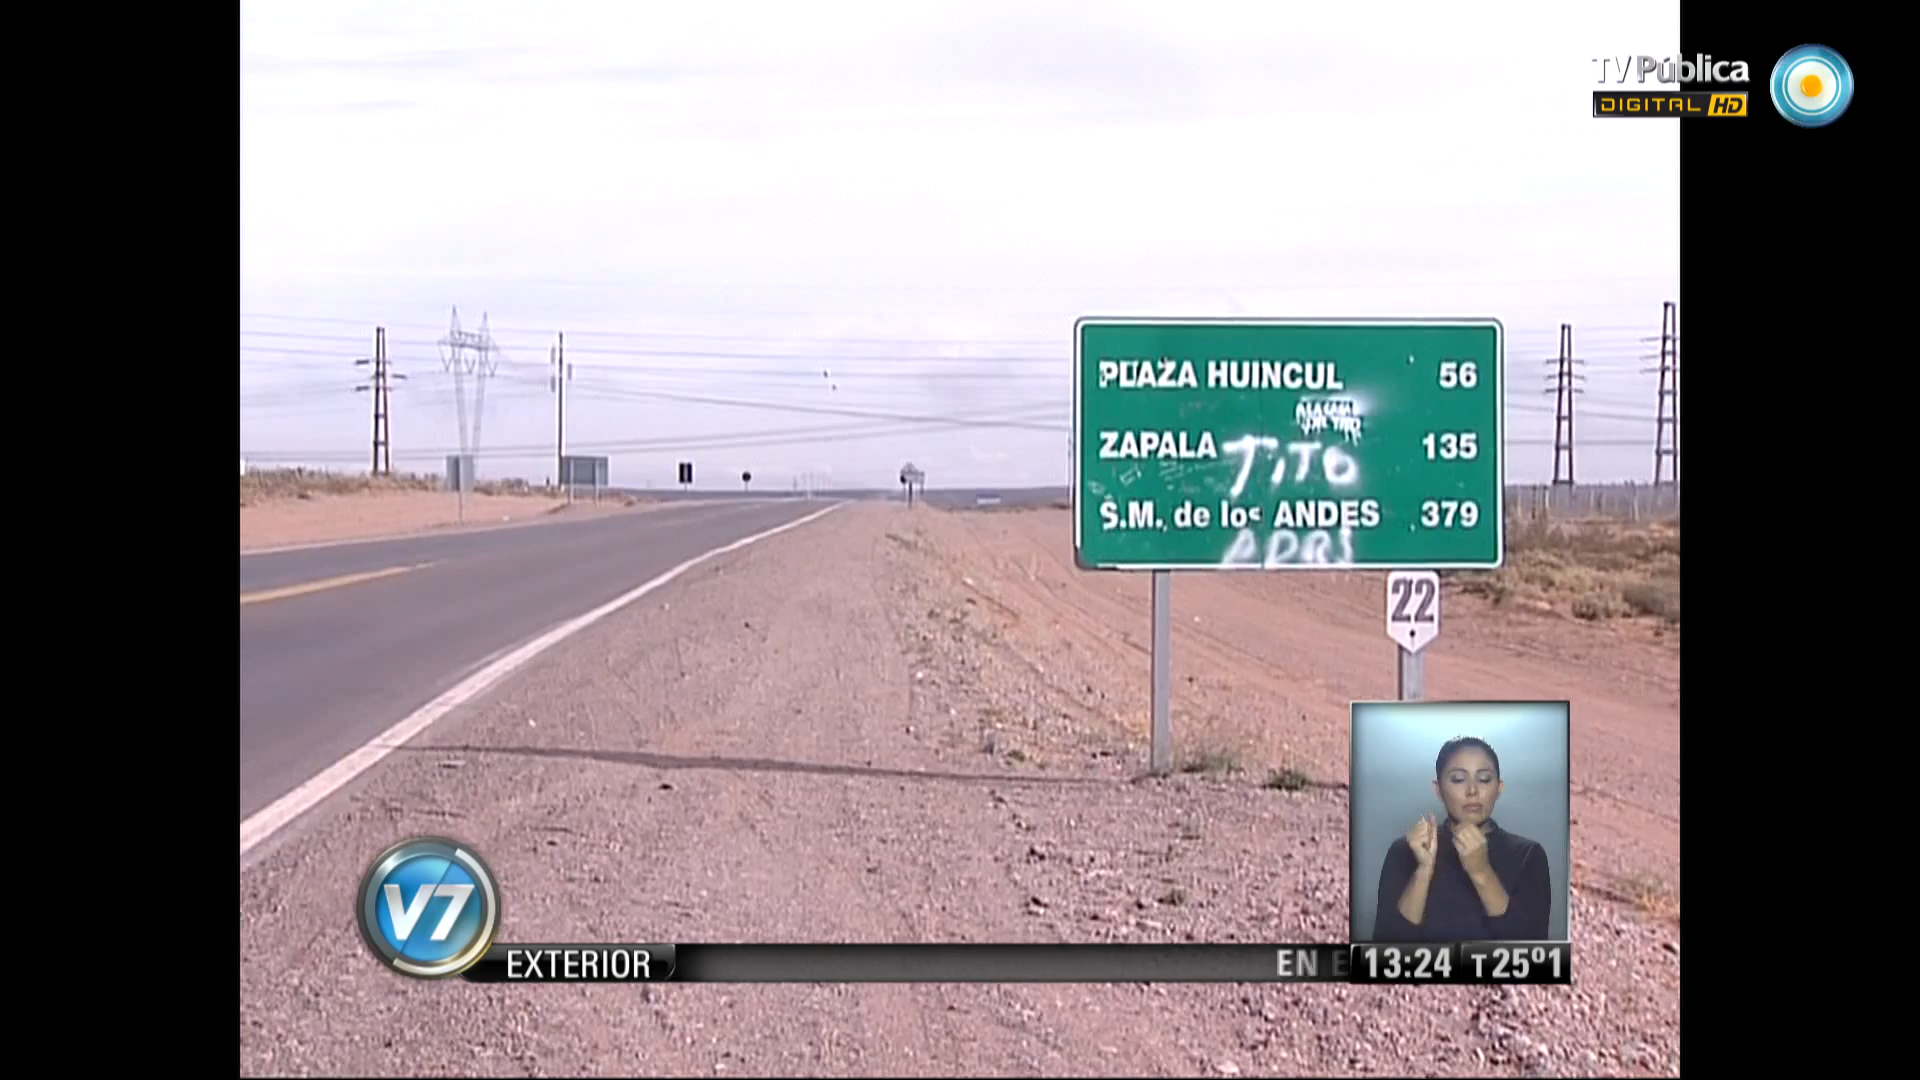 TV Pública
DIGITAL HD
PLAZA HUINCUL 56
ZAPALA 135
TITO
S.M. de los ANDES 379
22
V7
EXTERIOR
EN E
13:24 T25º1